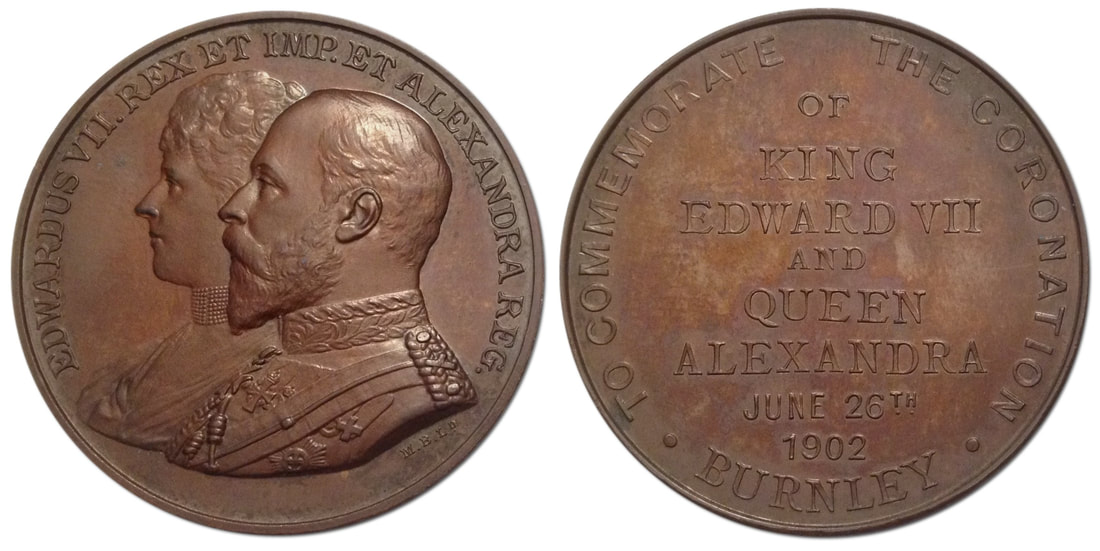 EDWARDUS VII. REX ET IMP. ET ALEXANDRA REG.
M. B. LD
TO COMMEMORATE THE CORONATION
OF
KING
EDWARD VII
AND
QUEEN
ALEXANDRA
JUNE 26TH
1902
• BURNLEY •